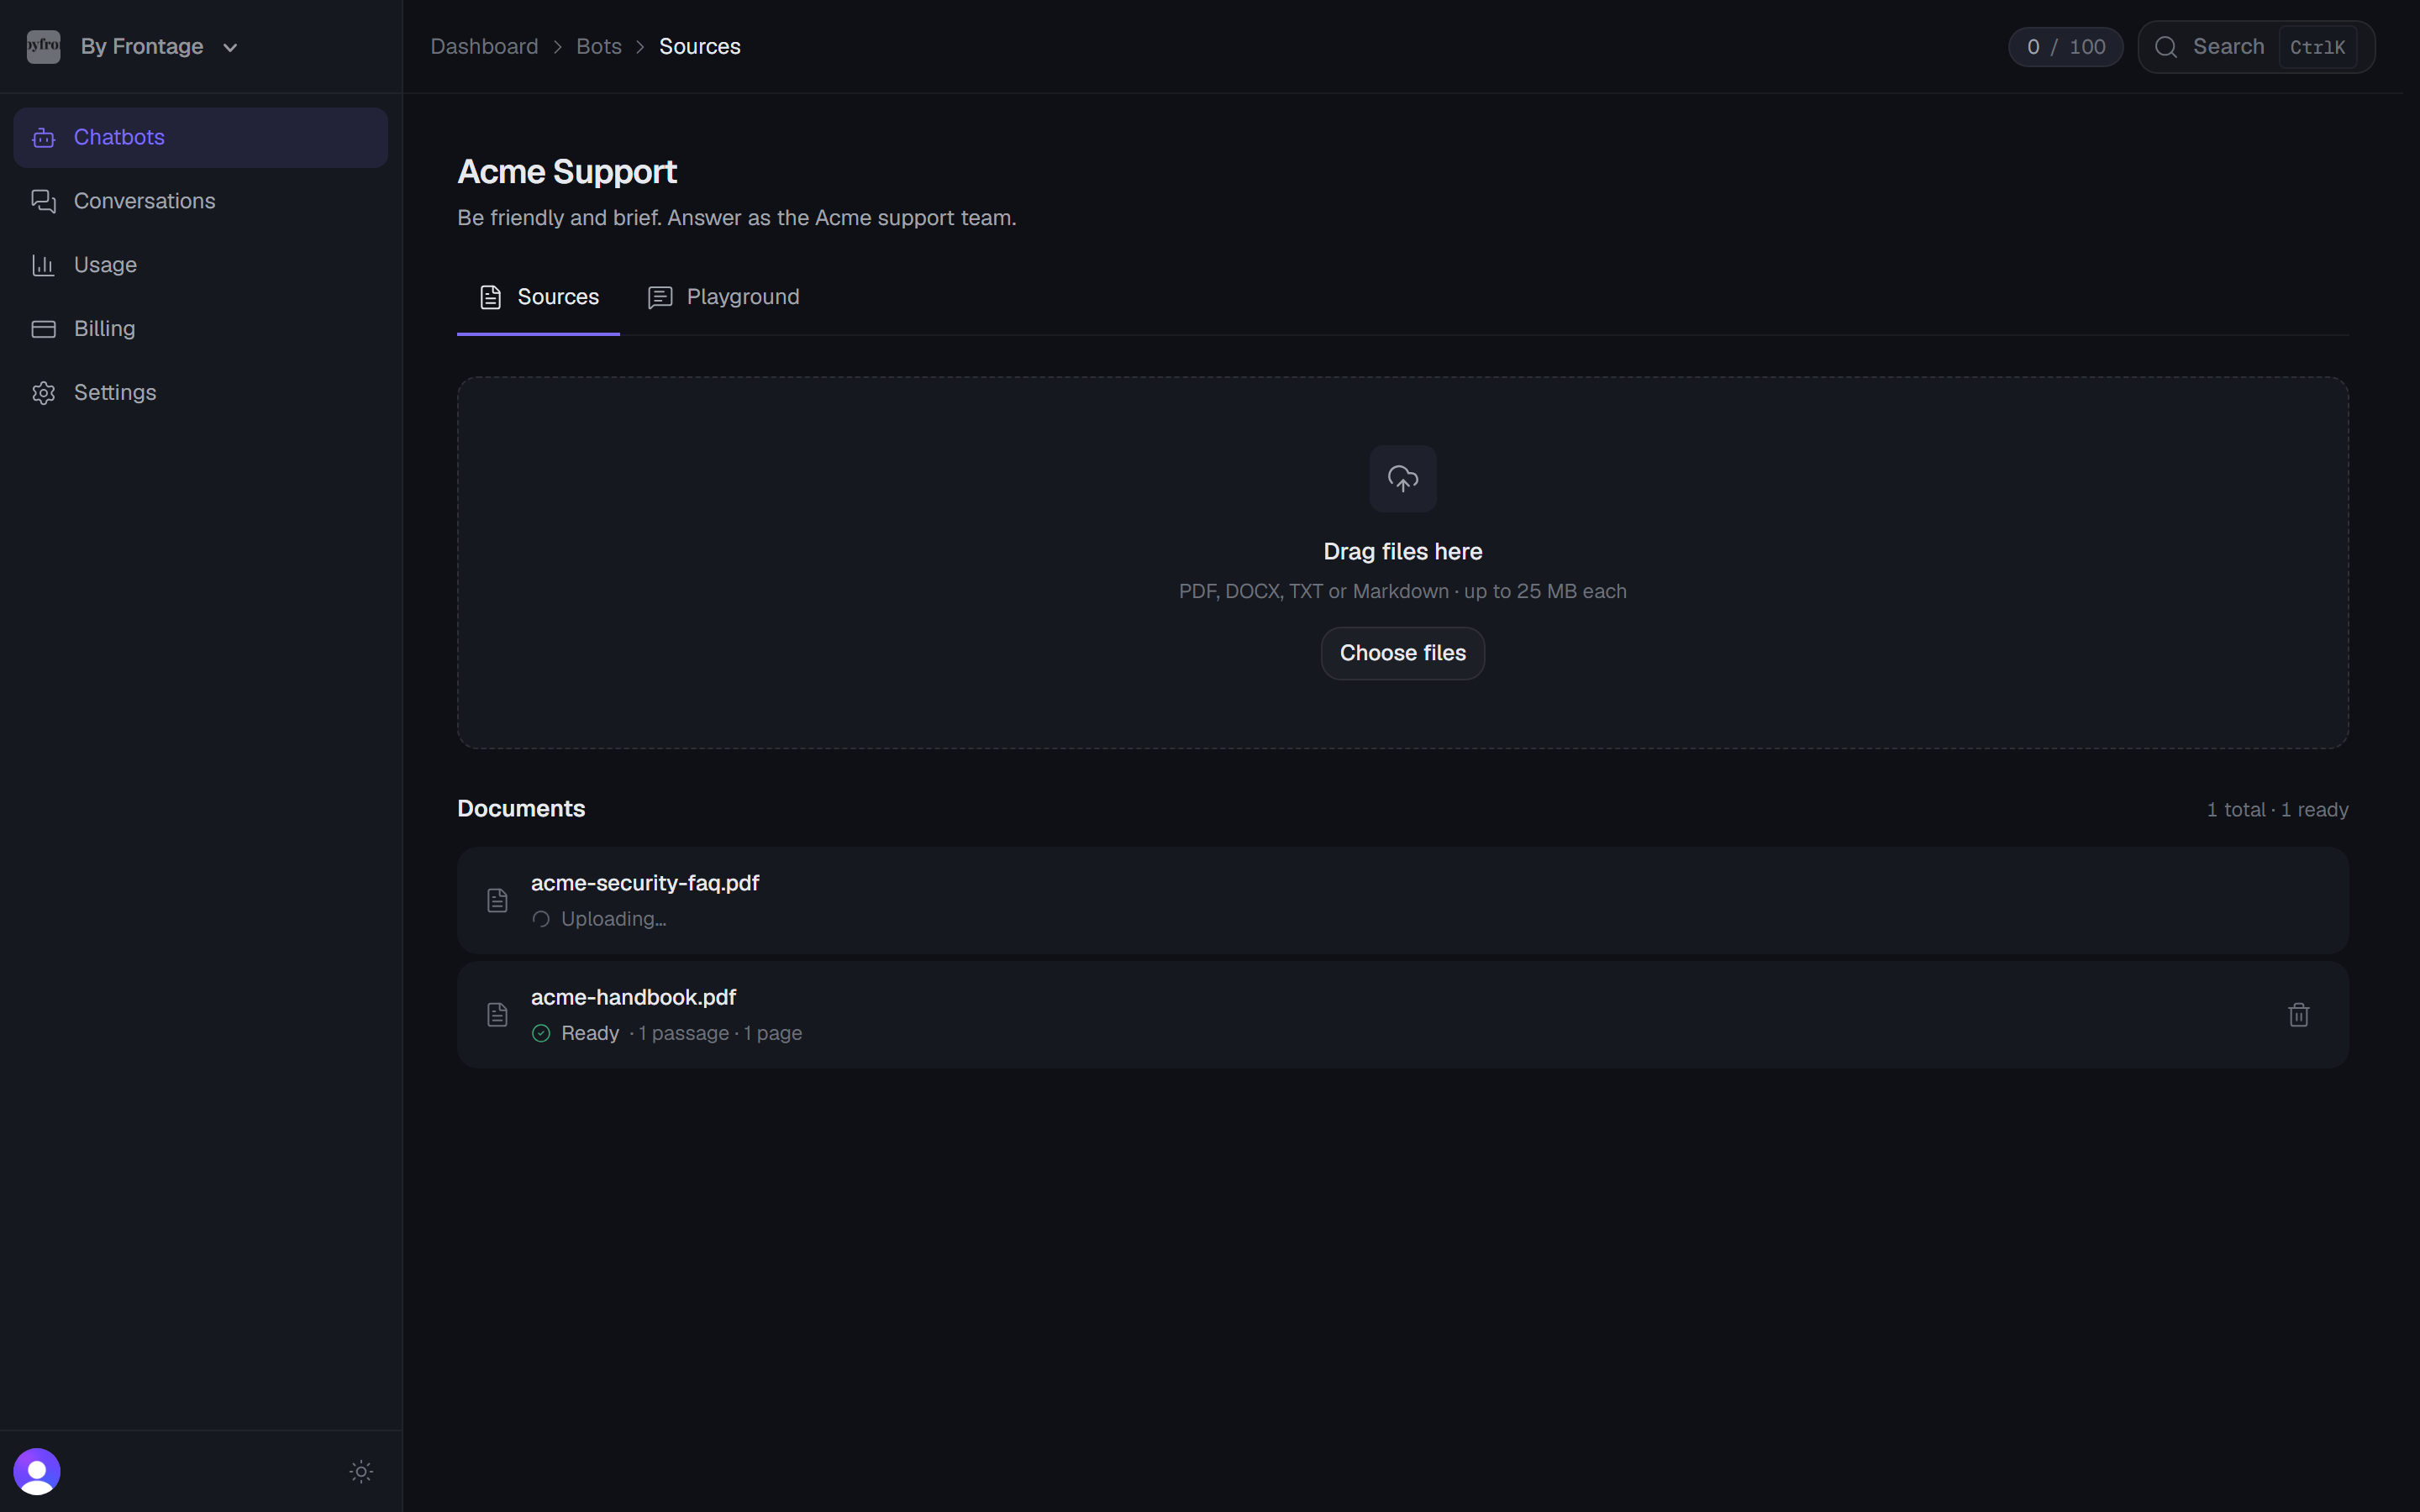 byfro
By Frontage
Dashboard
Bots
Sources
0 / 100
Search
CtrlK
Chatbots
Conversations
Usage
Billing
Settings
Acme Support
Be friendly and brief. Answer as the Acme support team.
Sources
Playground
Drag files here
PDF, DOCX, TXT or Markdown · up to 25 MB each
Choose files
Documents
1 total · 1 ready
acme-security-faq.pdf
Uploading...
acme-handbook.pdf
Ready · 1 passage · 1 page